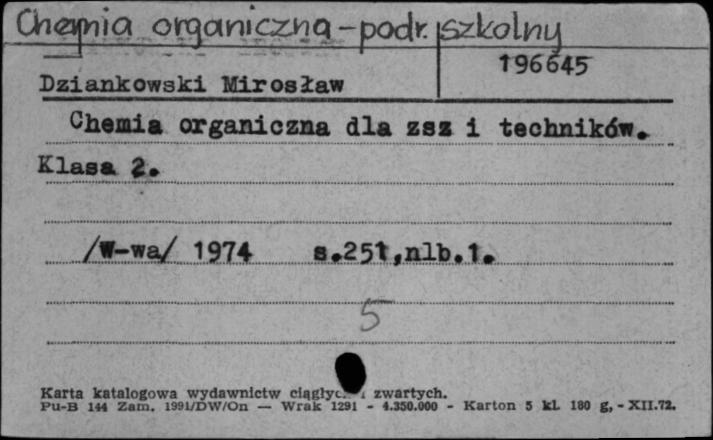 Chemia organiczna - podr. szkolny
196645
Dziankowski Mirosław
Chemia organiczna dla zsz i techników.
Klasa 2.
/W-wa/ 1974 s.251,nlb.1.
5
Karta katalogowa wydawnictw ciągłych i zwartych.
Pu-B 144 Zam. 1991/DW/On — Wrak 1291 - 4.350.000 - Karton 5 kl. 180 g, - XII.72.